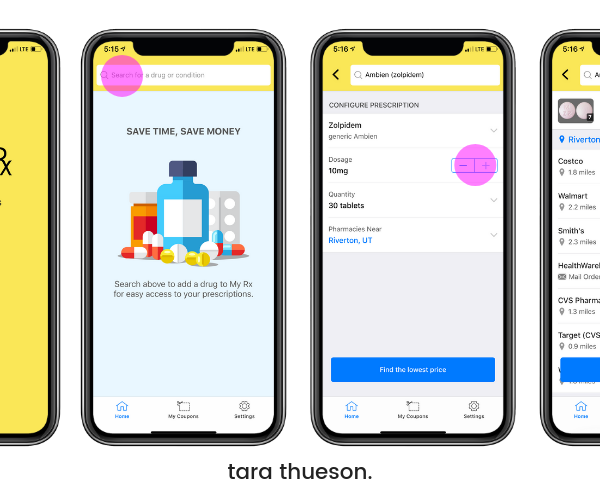 5:15
LTE
Search for a drug or condition
SAVE TIME, SAVE MONEY
Search above to add a drug to My Rx
for easy access to your prescriptions.
Home
My Coupons
Settings
5:16
LTE
Ambien (zolpidem)
CONFIGURE PRESCRIPTION
Zolpidem
generic Ambien
Dosage
10mg
Quantity
30 tablets
Pharmacies Near
Riverton, UT
Find the lowest price
Home
My Coupons
Settings
5:16
7
Riverton
Costco
1.8 miles
Walmart
2.2 miles
Smith's
2.3 miles
HealthWare
Mail Order
CVS Pharma
1.3 miles
Target (CVS
0.9 miles
Home
LTE
tara thueson.